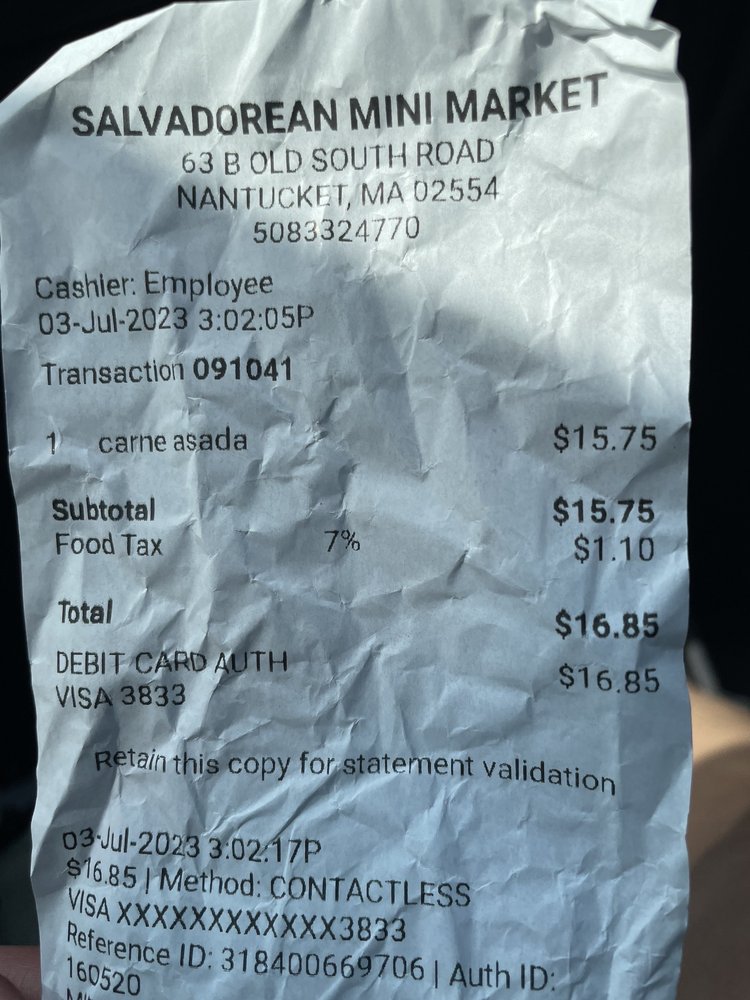 SALVADOREAN MINI MARKET
63 B OLD SOUTH ROAD
NANTUCKET, MA 02554
5083324770
Cashier: Employee
03-Jul-2023 3:02:05P
Transaction 091041
1 carne asada $15.75
Subtotal $15.75
Food Tax 7% $1.10
Total $16.85
DEBIT CARD AUTH $16.85
VISA 3833
Retain this copy for statement validation
03-Jul-2023 3:02:17P
$16.85 | Method: CONTACTLESS
VISA XXXXXXXXXXXX3833
Reference ID: 318400669706 | Auth ID:
160520